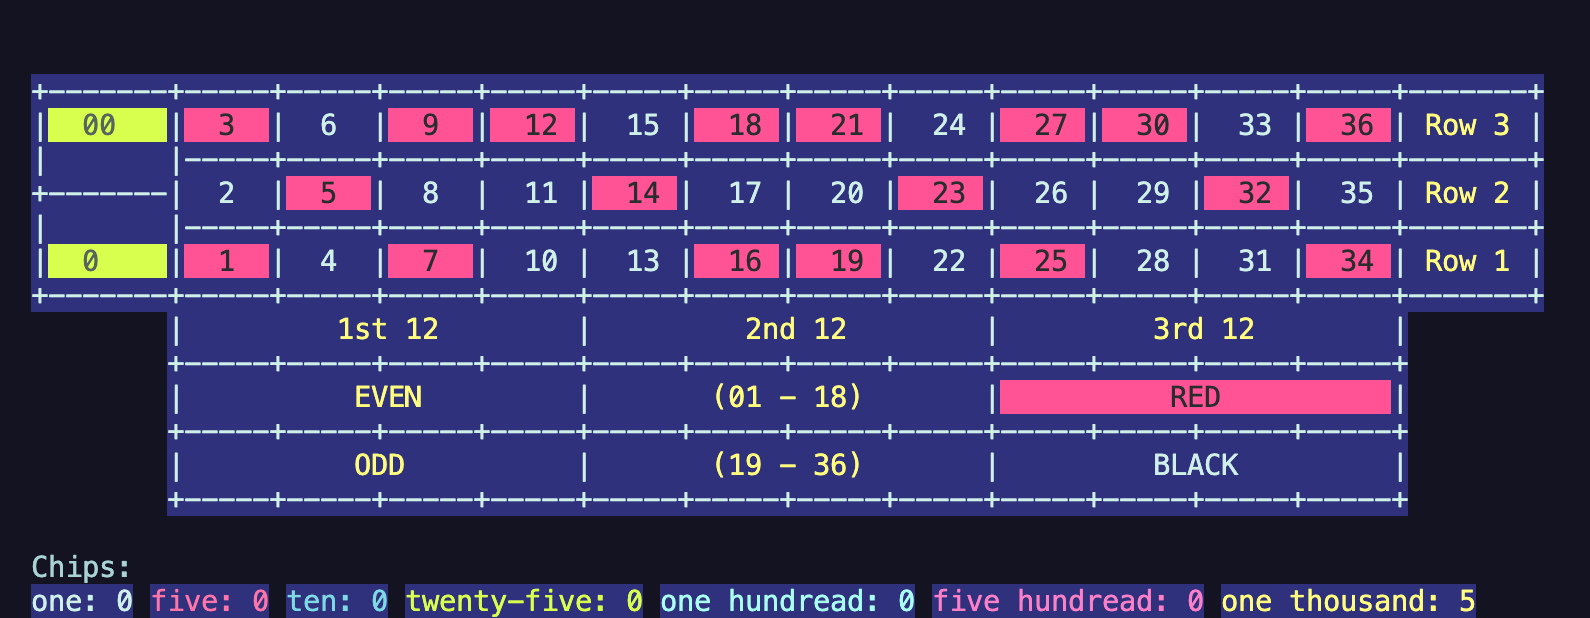 00 | 3 | 6 | 9 | 12 | 15 | 18 | 21 | 24 | 27 | 30 | 33 | 36 | Row 3
2 | 5 | 8 | 11 | 14 | 17 | 20 | 23 | 26 | 29 | 32 | 35 | Row 2
0 | 1 | 4 | 7 | 10 | 13 | 16 | 19 | 22 | 25 | 28 | 31 | 34 | Row 1
1st 12 | 2nd 12 | 3rd 12
EVEN | (01 - 18) | RED
ODD | (19 - 36) | BLACK
Chips:
one: 0 five: 0 ten: 0 twenty-five: 0 one hundread: 0 five hundread: 0 one thousand: 5